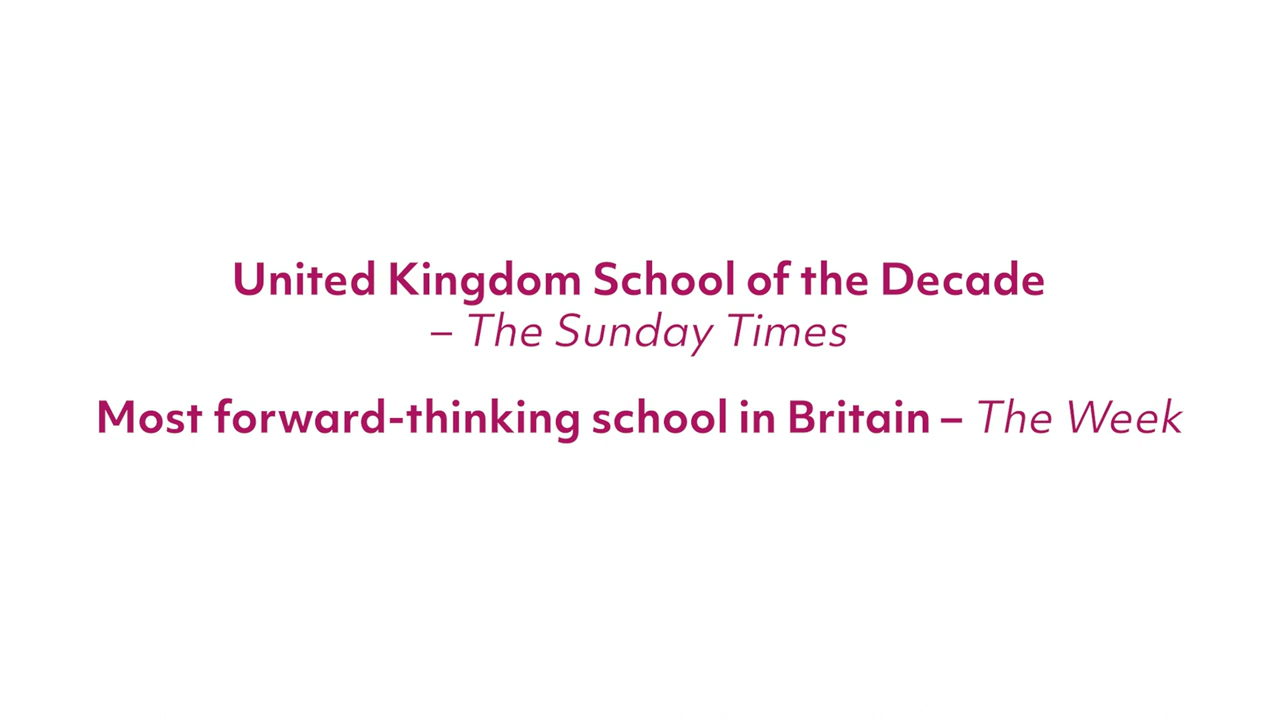 United Kingdom School of the Decade
– The Sunday Times
Most forward-thinking school in Britain – The Week